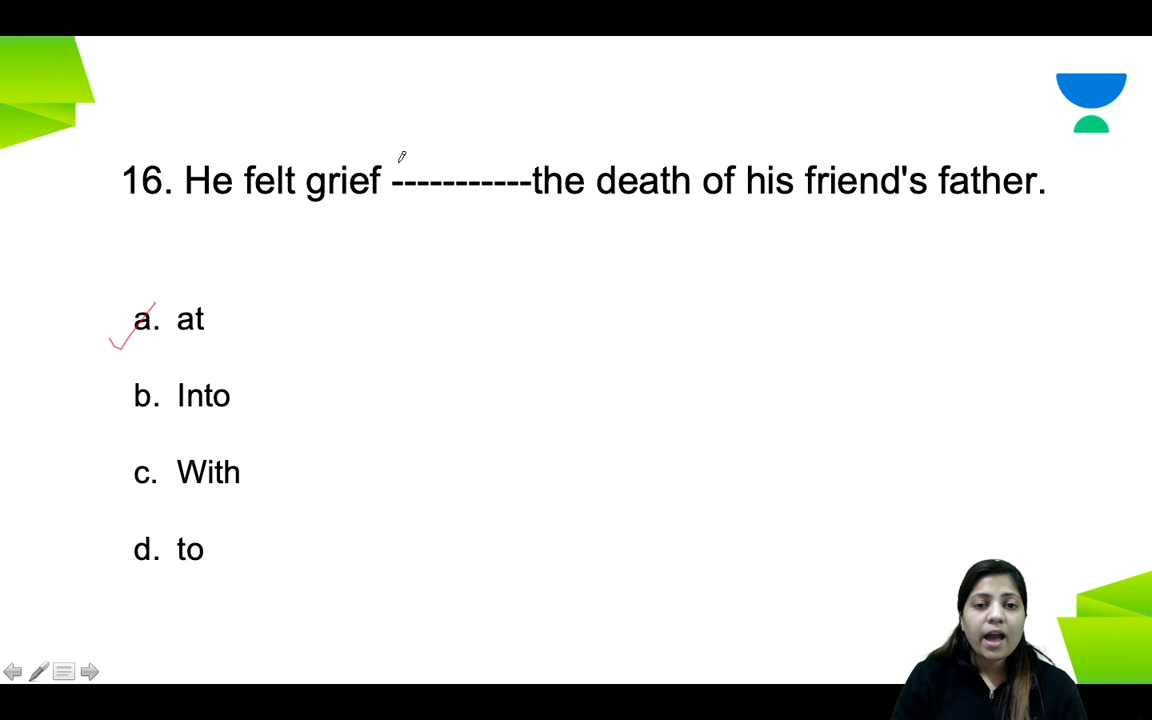 16. He felt grief -----------the death of his friend's father.
a. at
b. Into
c. With
d. to